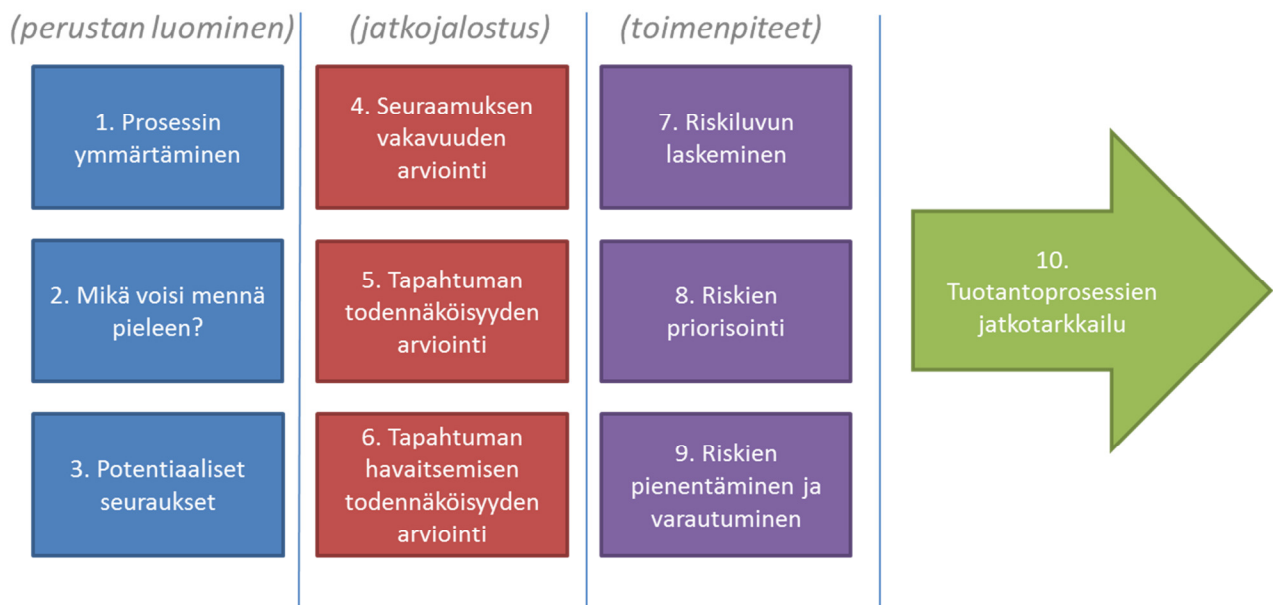 (perustan luominen)
(jatkojalostus)
(toimenpiteet)
1. Prosessin
ymmärtäminen
2. Mikä voisi mennä
pieleen?
3. Potentiaaliset
seuraukset
4. Seuraamuksen
vakavuuden
arviointi
5. Tapahtuman
todennäköisyyden
arviointi
6. Tapahtuman
havaitsemisen
todennäköisyyden
arviointi
7. Riskiluvun
laskeminen
8. Riskien
priorisointi
9. Riskien
pienentäminen ja
varautuminen
10.
Tuotantoprosessien
jatkotarkkailu